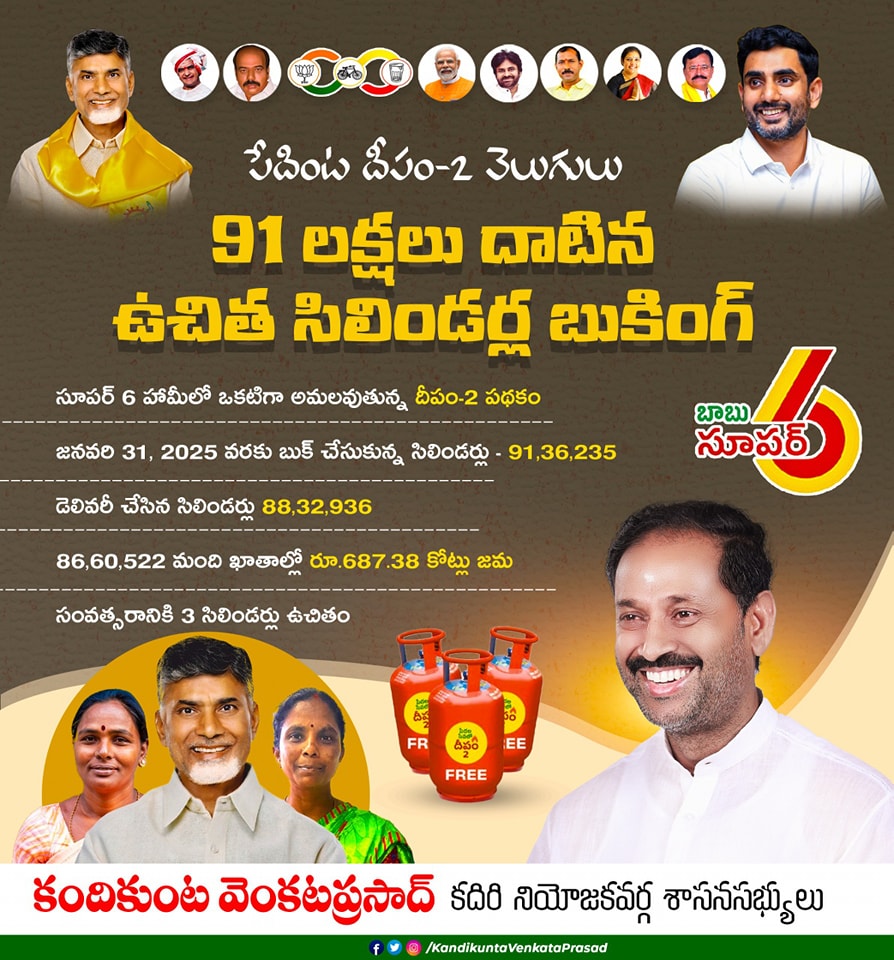 పేదింట దీపం-2 వెలుగులు
91 లక్షలు దాటిన
ఉచిత సిలిండర్ల బుకింగ్
సూపర్ 6 హామీలో ఒకటిగా అమలవుతున్న దీపం-2 పథకం
బాబు
సూపర్ 6
జనవరి 31, 2025 వరకు బుక్ చేసుకున్న సిలిండర్లు - 91,36,235
డెలివరీ చేసిన సిలిండర్లు 88,32,936
86,60,522 మంది ఖాతాల్లో రూ.687.38 కోట్లు జమ
సంవత్సరానికి 3 సిలిండర్లు ఉచితం
దీపం
2
FREE
కందికుంట వెంకటప్రసాద్ కదిరి నియోజకవర్గ శాసనసభ్యులు
/KandikuntaVenkataPrasad